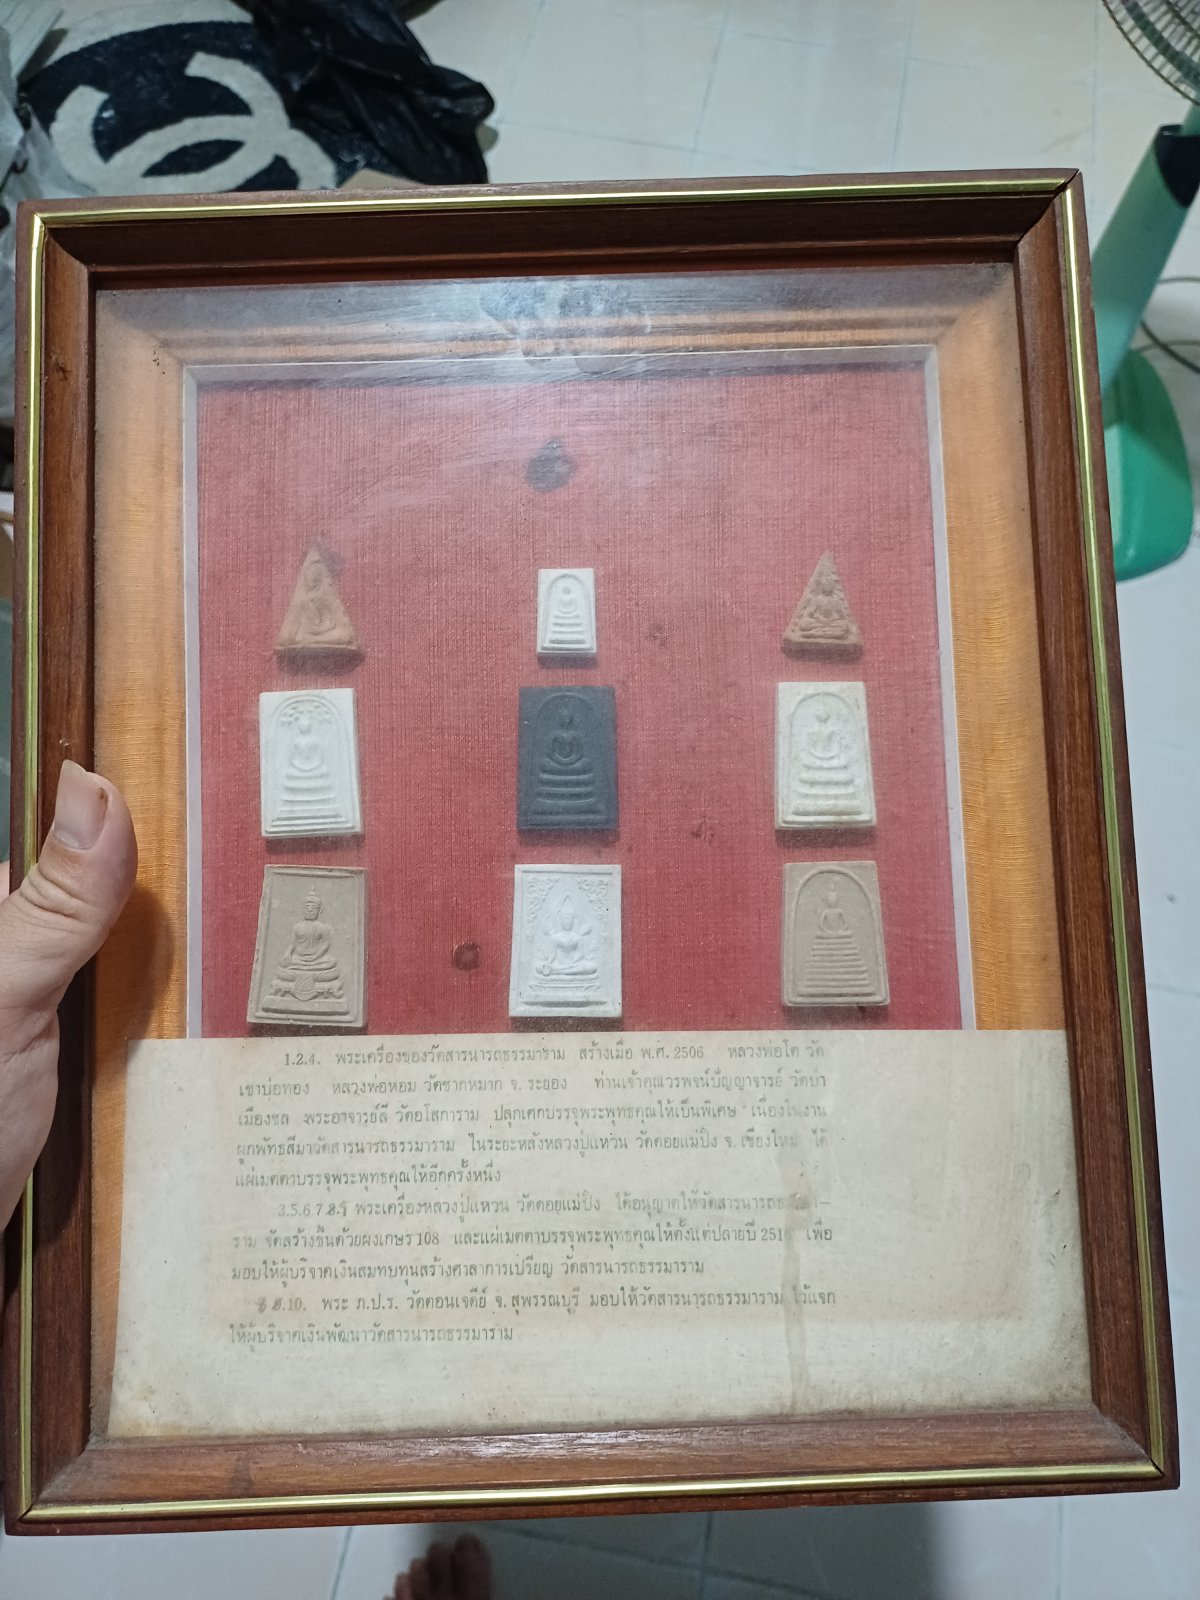 1.2.4. พระเครื่องของวัดสารนารถธรรมาราม สร้างเมื่อ พ.ศ. 2506 หลวงพ่อโต วัด
เขาบ่อทอง หลวงพ่อหอม วัดชากหมาก จ. ระยอง ท่านเจ้าคุณวรพจน์ปัญญาจารย์ วัดป่า
เมืองชล พระอาจารย์ลี วัดอโสการาม ปลุกเศกบรรจุพระพุทธคุณให้เป็นพิเศษ เนื่องในงาน
ผูกพัทธสีมาวัดสารนารถธรรมาราม ในระยะหลังหลวงปู่แหวน วัดดอยแม่ปั๋ง จ. เชียงใหม่ ได้
แผ่เมตตาบรรจุพระพุทธคุณให้อีกครั้งหนึ่ง
3.5.6 7 พระเครื่องหลวงปู่แหวน วัดดอยแม่ปั๋ง ได้อนุญาตให้วัดสารนารถธรรมา–
ราม จัดสร้างขึ้นด้วยผงเกษร 108 และแผ่เมตตาบรรจุพระพุทธคุณให้ตั้งแต่ปลายปี เพื่อ
มอบให้ผู้บริจาคเงินสมทบทุนสร้างศาลาการเปรียญ วัดสารนารถธรรมาราม
10. พระ ภ.ป.ร. วัดดอนเจดีย์ จ. สุพรรณบุรี มอบให้วัดสารนารถธรรมาราม ไว้แจก
ให้ผู้บริจาคเงินพัฒนาวัดสารนารถธรรมาราม